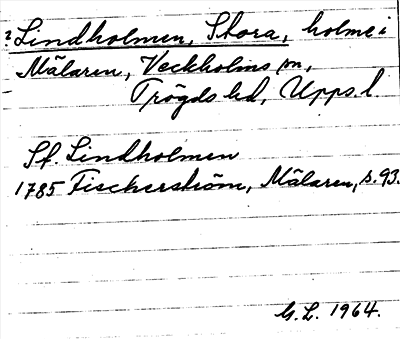 ? Lindholmen, Stora, holme i
Mälaren, Veckholms sn,
Trögds hd, Upps. l.
St. Lindholmen
1785 Fischerström, Mälaren, s. 93.
G. L. 1964.